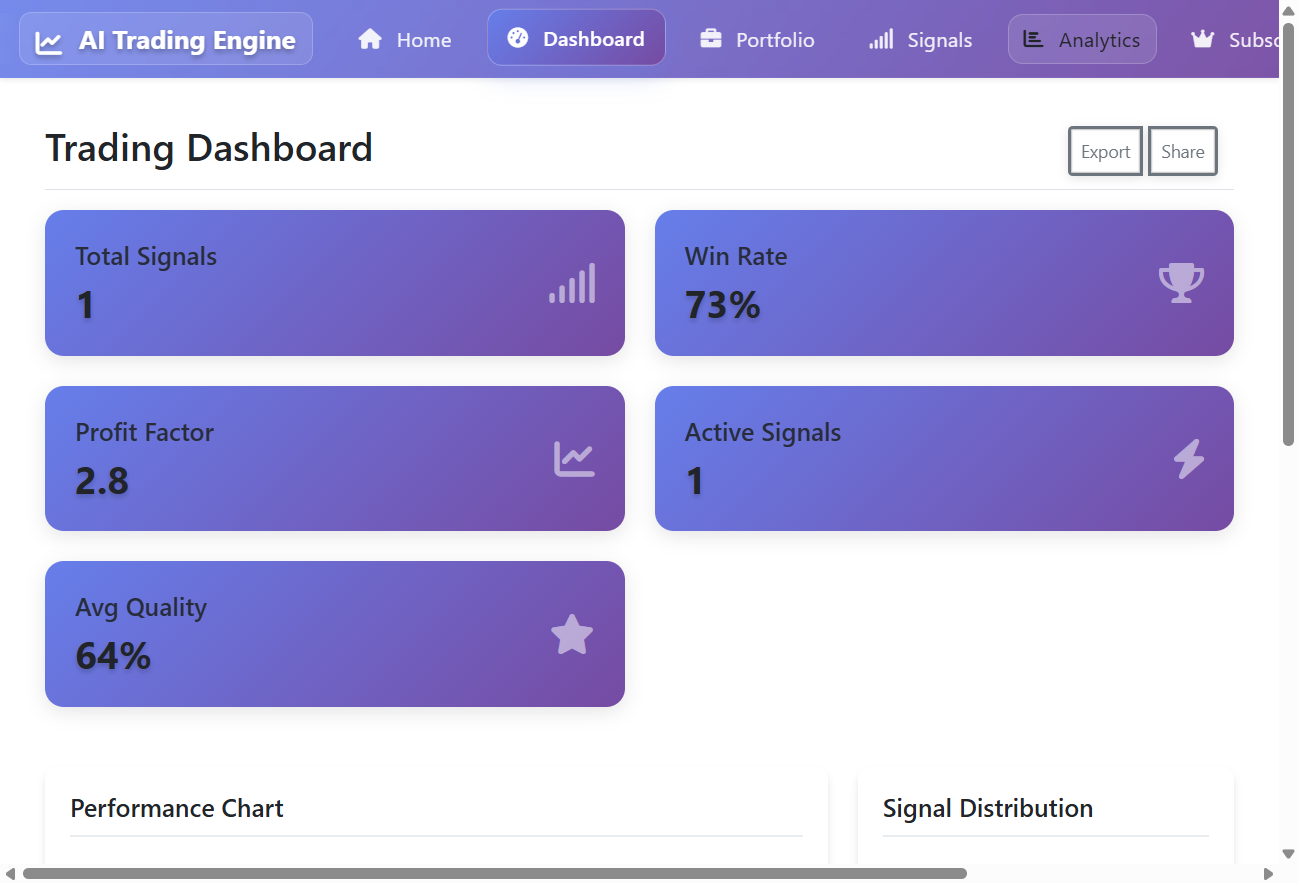 AI Trading Engine Home Dashboard Portfolio Signals Analytics Subsc
Trading Dashboard
Export Share
Total Signals
1
Win Rate
73%
Profit Factor
2.8
Active Signals
1
Avg Quality
64%
Performance Chart
Signal Distribution